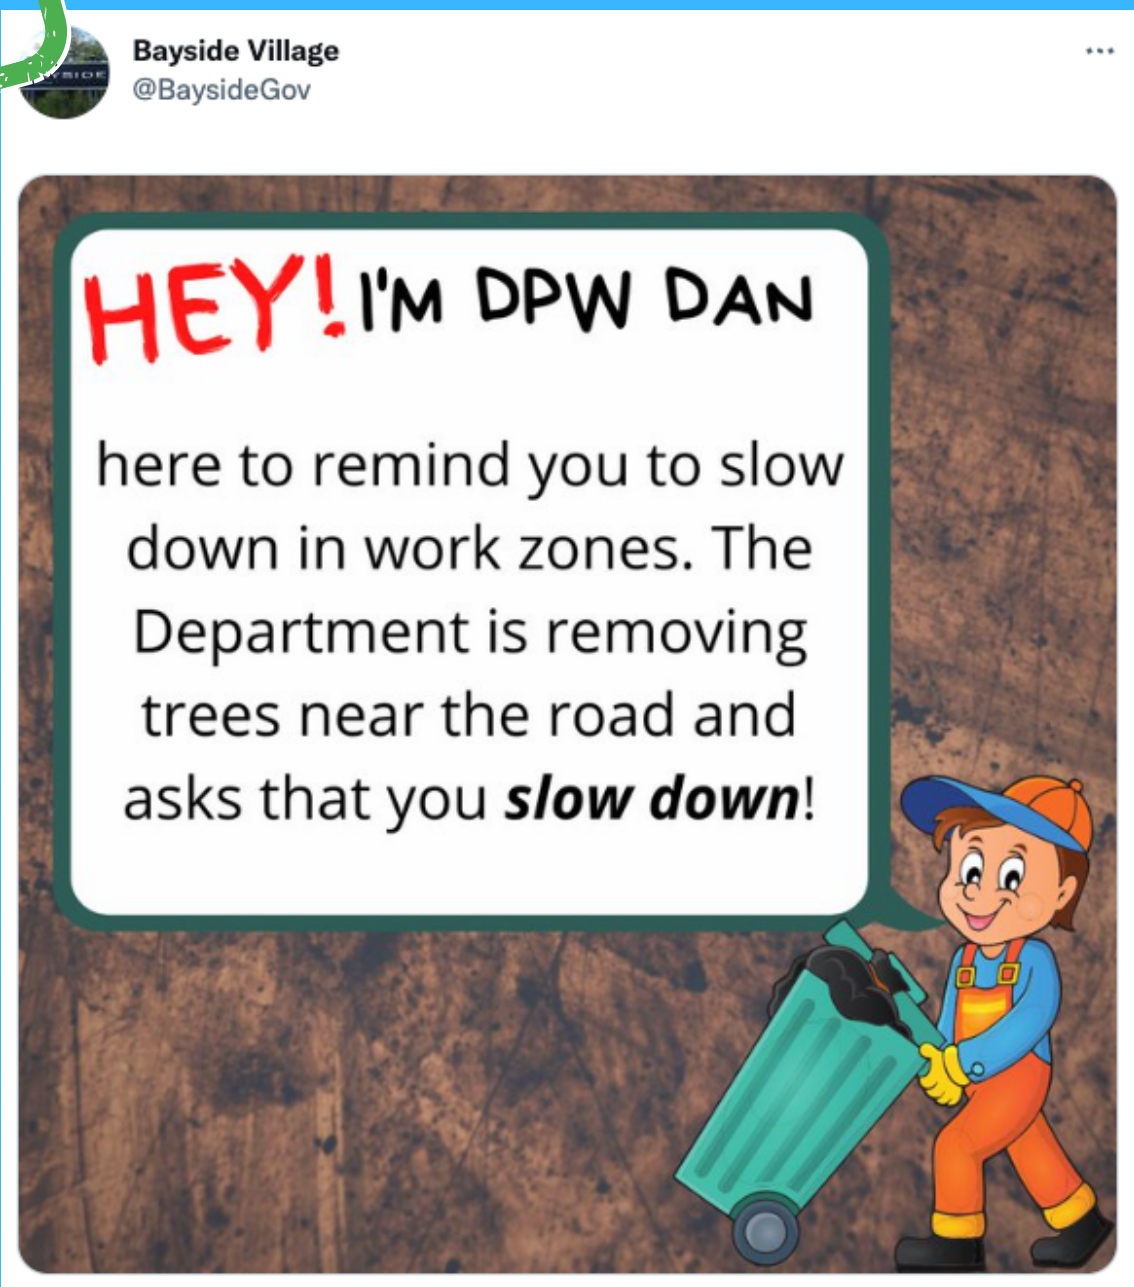 Bayside Village
@BaysideGov
HEY! I'M DPW DAN
here to remind you to slow
down in work zones. The
Department is removing
trees near the road and
asks that you slow down!